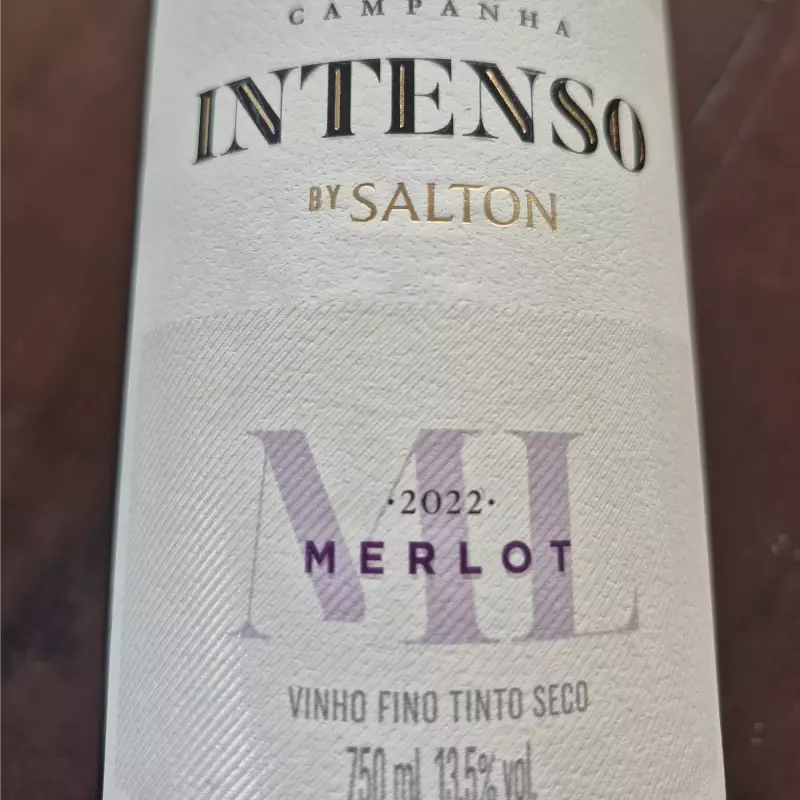 CAMPANHA
INTENSO
BY SALTON
ML
·2022·
MERLOT
VINHO FINO TINTO SECO
750 ml 13,5% vol.